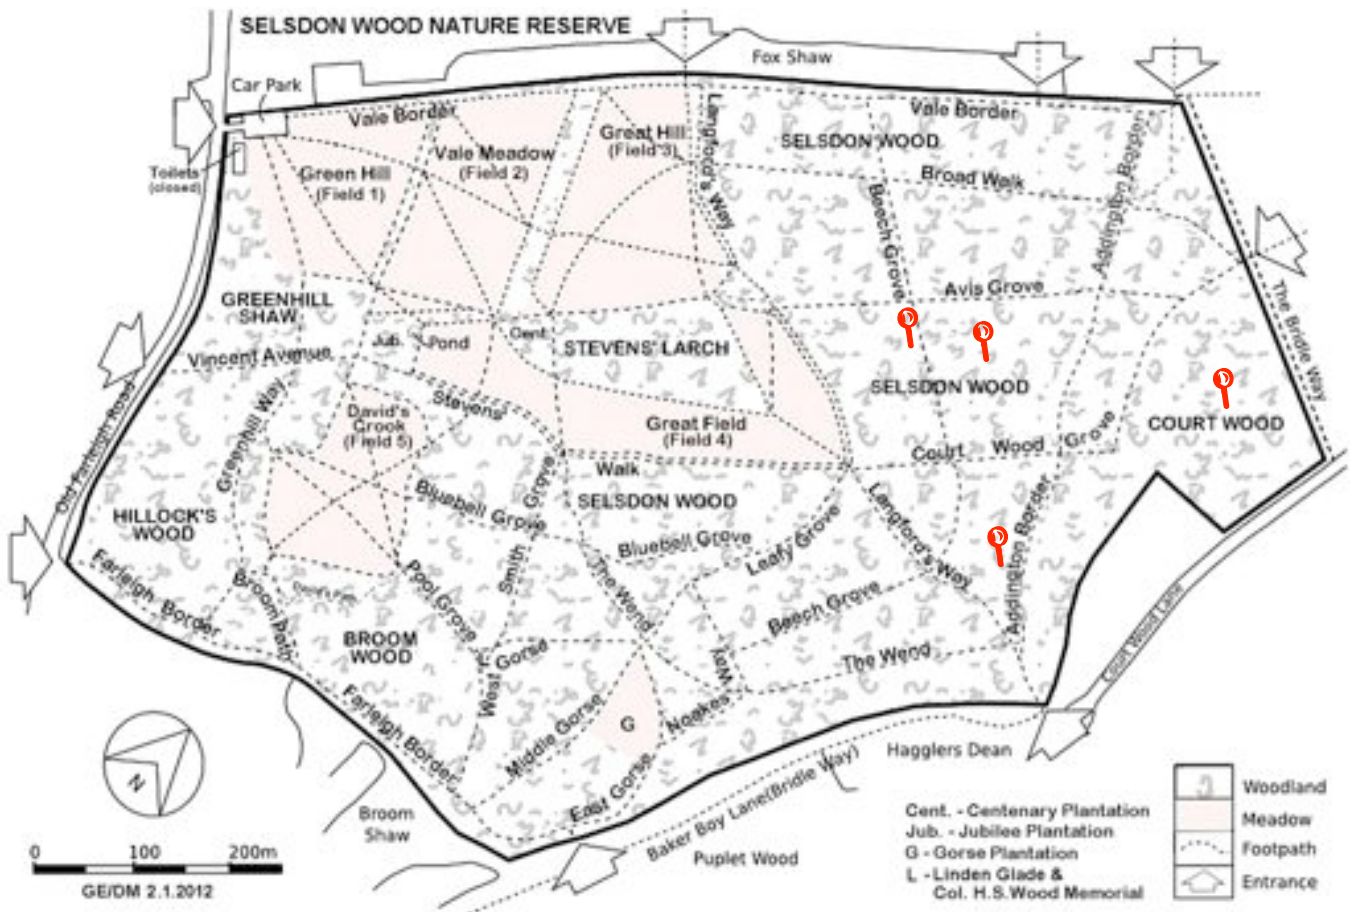 SELSDON WOOD NATURE RESERVE
Fox Shaw
Car Park
Vale Border
Vale Border
Great Hill
(Field 3)
Langford's Way
SELSDON WOOD
Addington Border
Toilets
(closed)
Green Hill
(Field 1)
Vale Meadow
(Field 2)
Broad Walk
Beech Grove
Avis Grove
The Bridle Way
GREENHILL
SHAW
Jub.
Pond
Cent.
STEVENS' LARCH
Vincent Avenue
SELSDON WOOD
Greenhill Way
David's
Crook
(Field 5)
Stevens'
Great Field
(Field 4)
COURT WOOD
Court Wood Grove
Walk
Old Farleigh Road
Bluebell Grove
Smith Grove
SELSDON WOOD
HILLOCK'S
WOOD
Bluebell Grove
Leafy Grove
Langford's Way
Addington Border
Farleigh Border
Broom Path
Pool Grove
The Wend
Beech Grove
BROOM
WOOD
West Gorse
Way
The Wend
Court Wood Lane
Farleigh Border
Middle Gorse
G
Noakes
East Gorse
Hagglers Dean
N
Broom
Shaw
Baker Boy Lane(Bridle Way)
Puplet Wood
0 100 200m
GE/DM 2.1.2012
Cent. - Centenary Plantation
Jub. - Jubilee Plantation
G - Gorse Plantation
L - Linden Glade &
Col. H.S.Wood Memorial
Woodland
Meadow
Footpath
Entrance